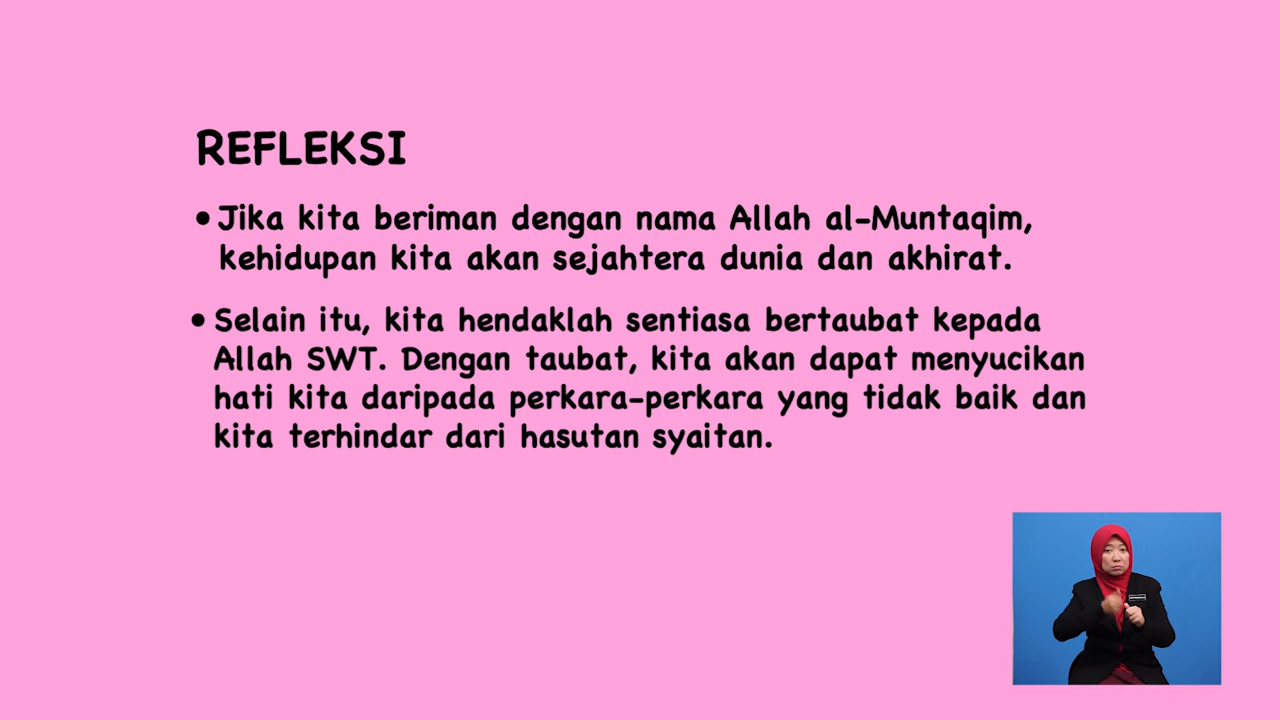 REFLEKSI
•Jika kita beriman dengan nama Allah al-Muntaqim,
kehidupan kita akan sejahtera dunia dan akhirat.
•Selain itu, kita hendaklah sentiasa bertaubat kepada
Allah SWT. Dengan taubat, kita akan dapat menyucikan
hati kita daripada perkara-perkara yang tidak baik dan
kita terhindar dari hasutan syaitan.